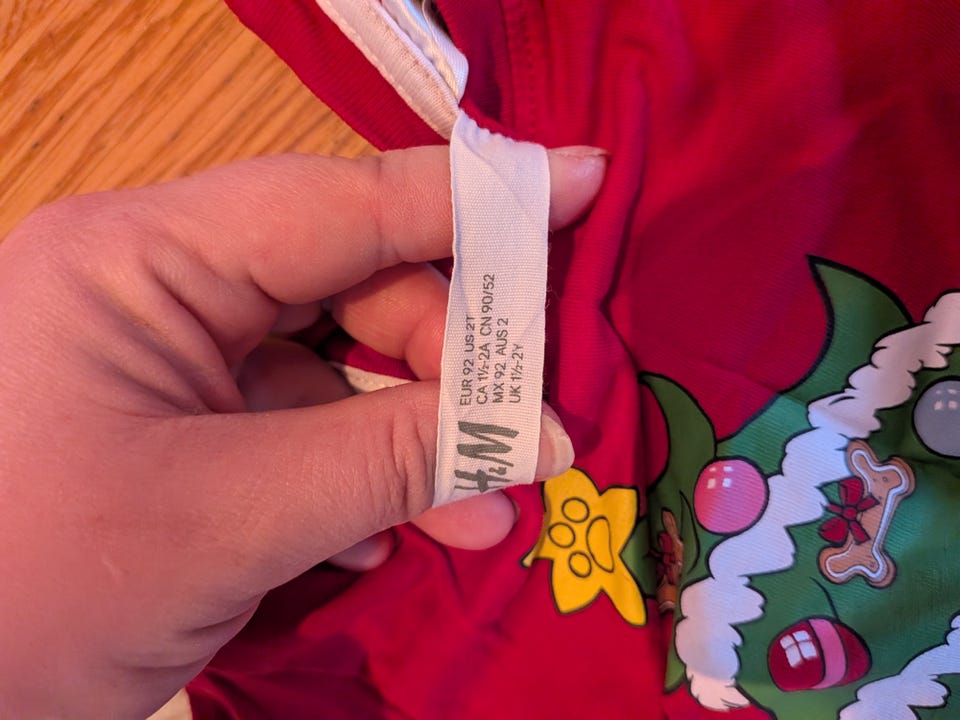 EUR 92 US 2T
CA 1½-2A CN 90/52
MX 92 AUS 2
UK 1½-2Y
H&M